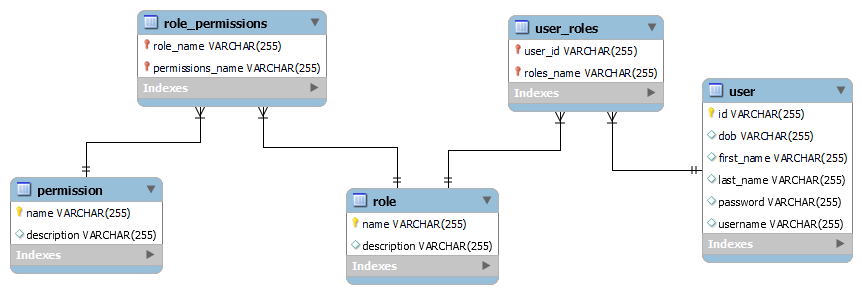 role_permissions
role_name VARCHAR(255)
permissions_name VARCHAR(255)
Indexes
user_roles
user_id VARCHAR(255)
roles_name VARCHAR(255)
Indexes
user
id VARCHAR(255)
dob VARCHAR(255)
first_name VARCHAR(255)
last_name VARCHAR(255)
password VARCHAR(255)
username VARCHAR(255)
Indexes
permission
name VARCHAR(255)
description VARCHAR(255)
Indexes
role
name VARCHAR(255)
description VARCHAR(255)
Indexes